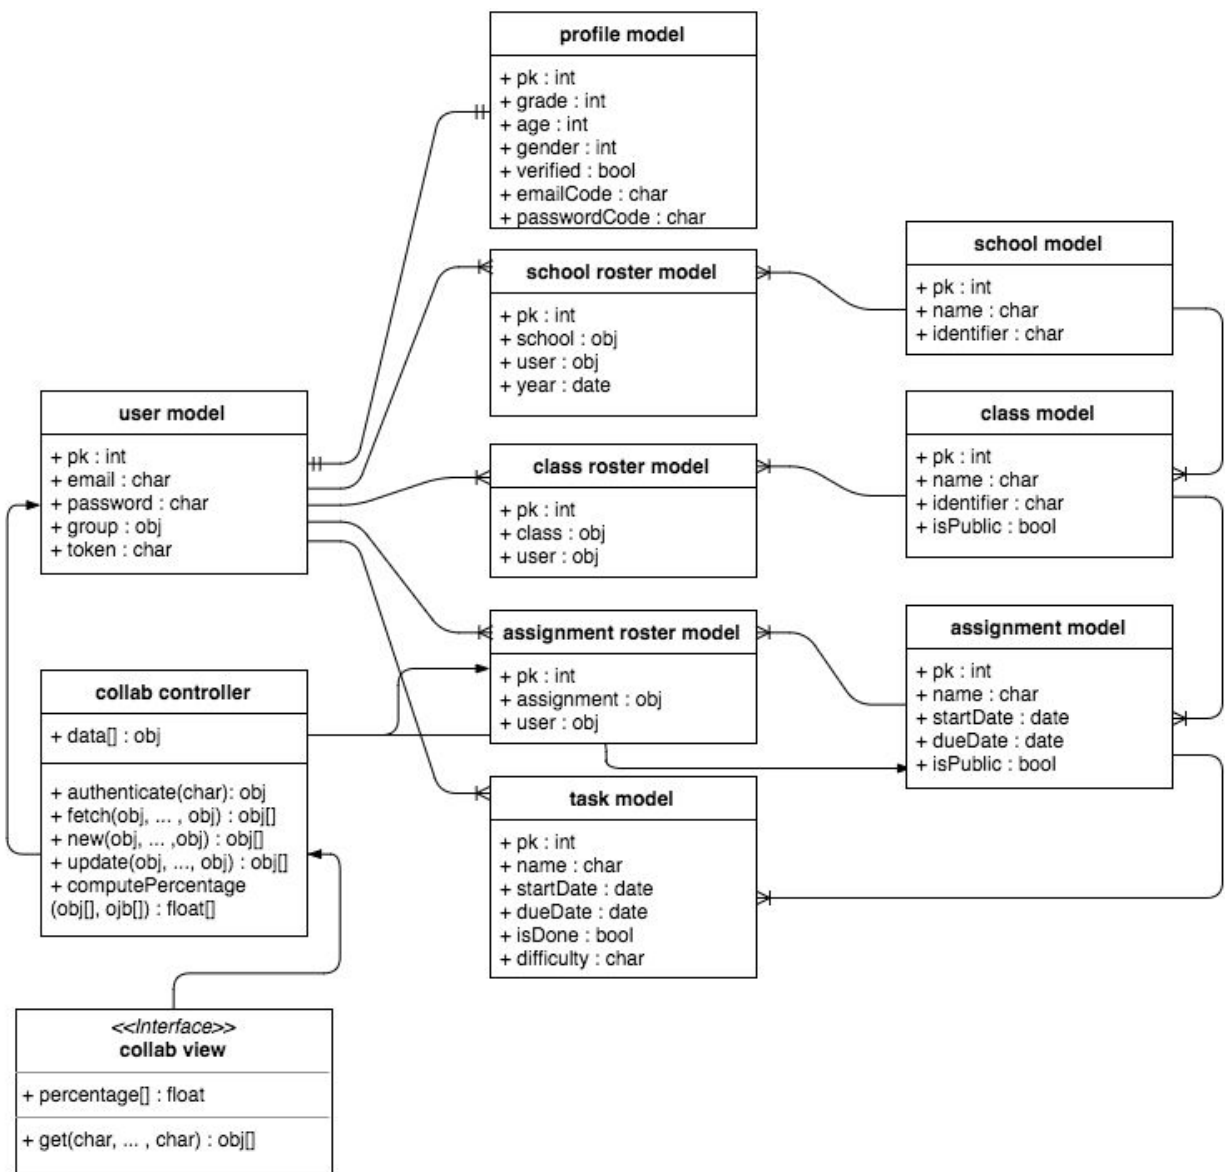 profile model
+ pk : int
+ grade : int
+ age : int
+ gender : int
+ verified : bool
+ emailCode : char
+ passwordCode : char
school roster model
+ pk : int
+ school : obj
+ user : obj
+ year : date
school model
+ pk : int
+ name : char
+ identifier : char
user model
+ pk : int
+ email : char
+ password : char
+ group : obj
+ token : char
class roster model
+ pk : int
+ class : obj
+ user : obj
class model
+ pk : int
+ name : char
+ identifier : char
+ isPublic : bool
assignment roster model
+ pk : int
+ assignment : obj
+ user : obj
assignment model
+ pk : int
+ name : char
+ startDate : date
+ dueDate : date
+ isPublic : bool
collab controller
+ data[] : obj
+ authenticate(char): obj
+ fetch(obj, ... , obj) : obj[]
+ new(obj, ... ,obj) : obj[]
+ update(obj, ..., obj) : obj[]
+ computePercentage
(obj[], ojb[]) : float[]
task model
+ pk : int
+ name : char
+ startDate : date
+ dueDate : date
+ isDone : bool
+ difficulty : char
<<Interface>>
collab view
+ percentage[] : float
+ get(char, ... , char) : obj[]